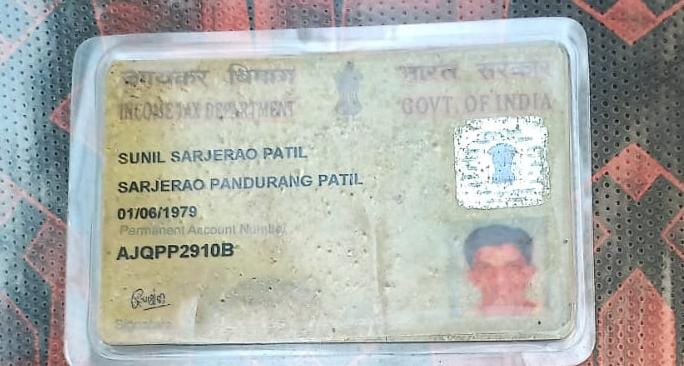 आयकर विभाग
INCOME TAX DEPARTMENT
भारत सरकार
GOVT. OF INDIA
SUNIL SARJERAO PATIL
SARJERAO PANDURANG PATIL
01/06/1979
Permanent Account Number
AJQPP2910B
Signature